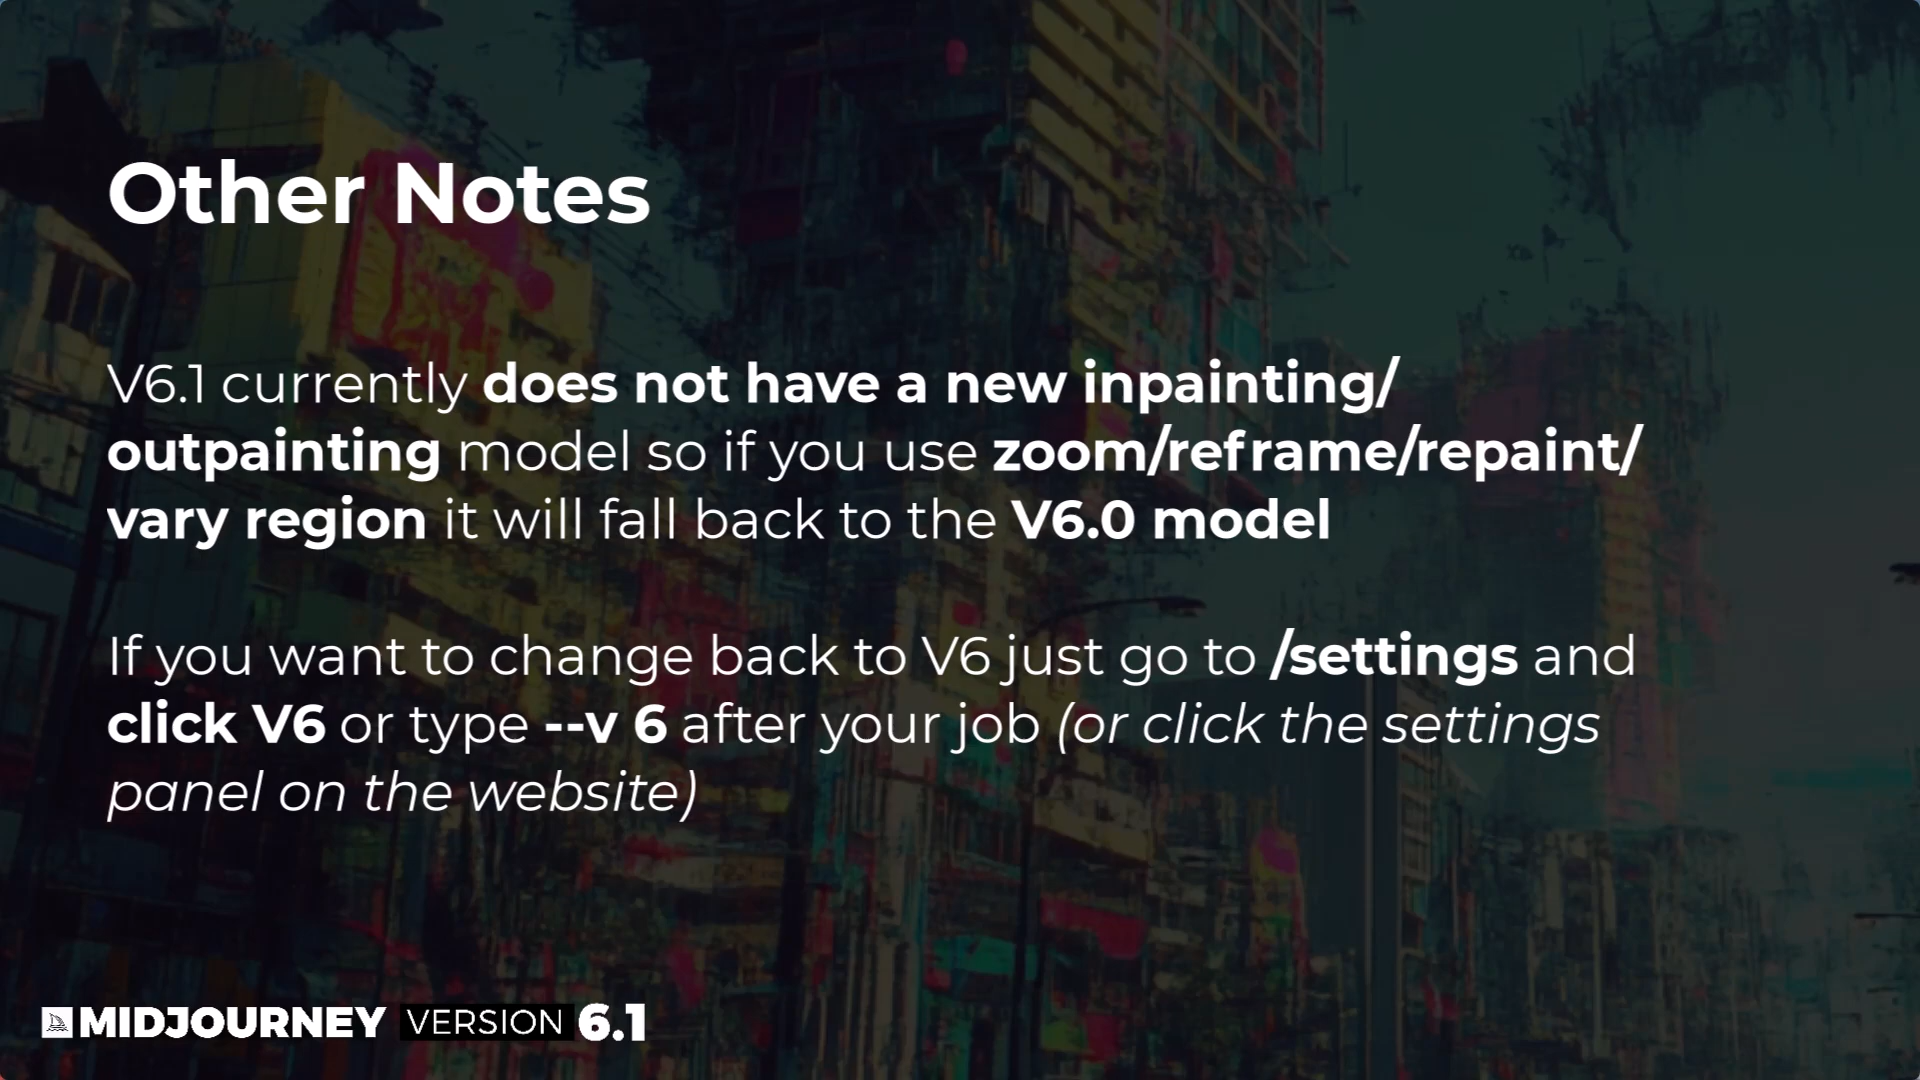 Other Notes
V6.1 currently does not have a new inpainting/
outpainting model so if you use zoom/reframe/repaint/
vary region it will fall back to the V6.0 model
If you want to change back to V6 just go to /settings and
click V6 or type --v 6 after your job (or click the settings
panel on the website)
MIDJOURNEY VERSION 6.1